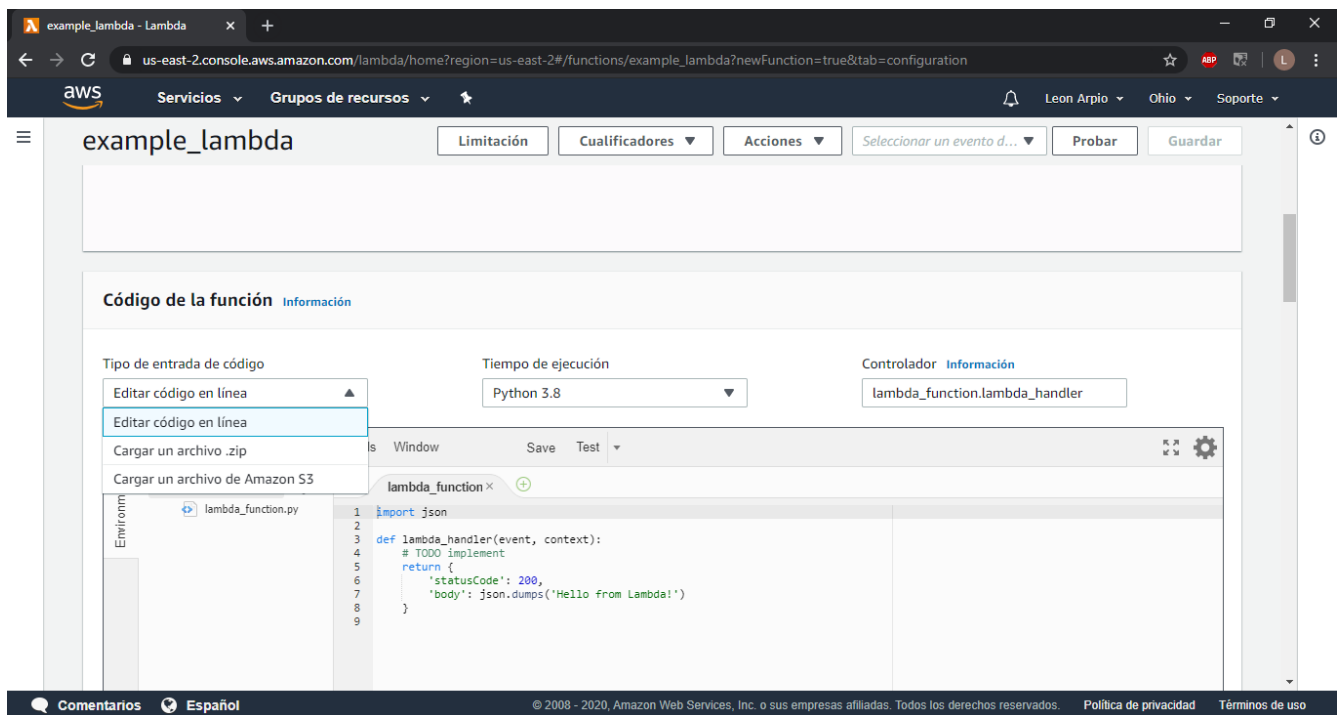 example_lambda - Lambda
us-east-2.console.aws.amazon.com/lambda/home?region=us-east-2#/functions/example_lambda?newFunction=true&tab=configuration
ABP
L
aws Servicios Grupos de recursos Leon Arpio Ohio Soporte
example_lambda Limitación Cualificadores Acciones Seleccionar un evento d... Probar Guardar
Código de la función Información
Tipo de entrada de código Tiempo de ejecución Controlador Información
Editar código en línea Python 3.8 lambda_function.lambda_handler
Editar código en línea
Cargar un archivo .zip
Cargar un archivo de Amazon S3
Window Save Test
lambda_function
Environm
lambda_function.py
1 import json
2
3 def lambda_handler(event, context):
4 # TODO implement
5 return {
6 'statusCode': 200,
7 'body': json.dumps('Hello from Lambda!')
8 }
9
Comentarios Español © 2008 - 2020, Amazon Web Services, Inc. o sus empresas afiliadas. Todos los derechos reservados. Política de privacidad Términos de uso